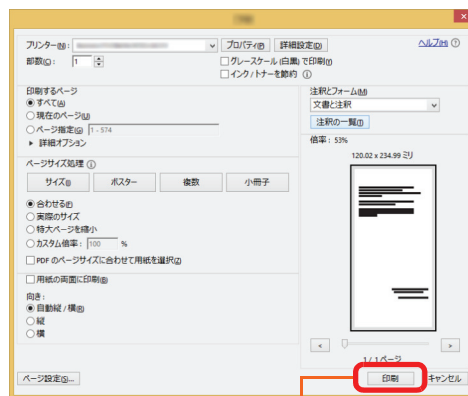 プリンター(N): プロパティ(P) 詳細設定(D) ヘルプ(H)
部数(C): 1 グレースケール (白黒) で印刷(Y)
インク / トナーを節約
印刷するページ
すべて(A)
現在のページ(U)
ページ指定(G) 1 - 574
詳細オプション
ページサイズ処理
サイズ(I) ポスター 複数 小冊子
合わせる(F)
実際のサイズ
特大ページを縮小
カスタム倍率: 100 %
PDF のページサイズに合わせて用紙を選択(Z)
用紙の両面に印刷(B)
向き:
自動縦 / 横(R)
縦
横
注釈とフォーム(M)
文書と注釈
注釈の一覧(T)
倍率: 53%
120.02 x 234.99 ミリ
< >
1 / 1 ページ
ページ設定(S)... 印刷 キャンセル